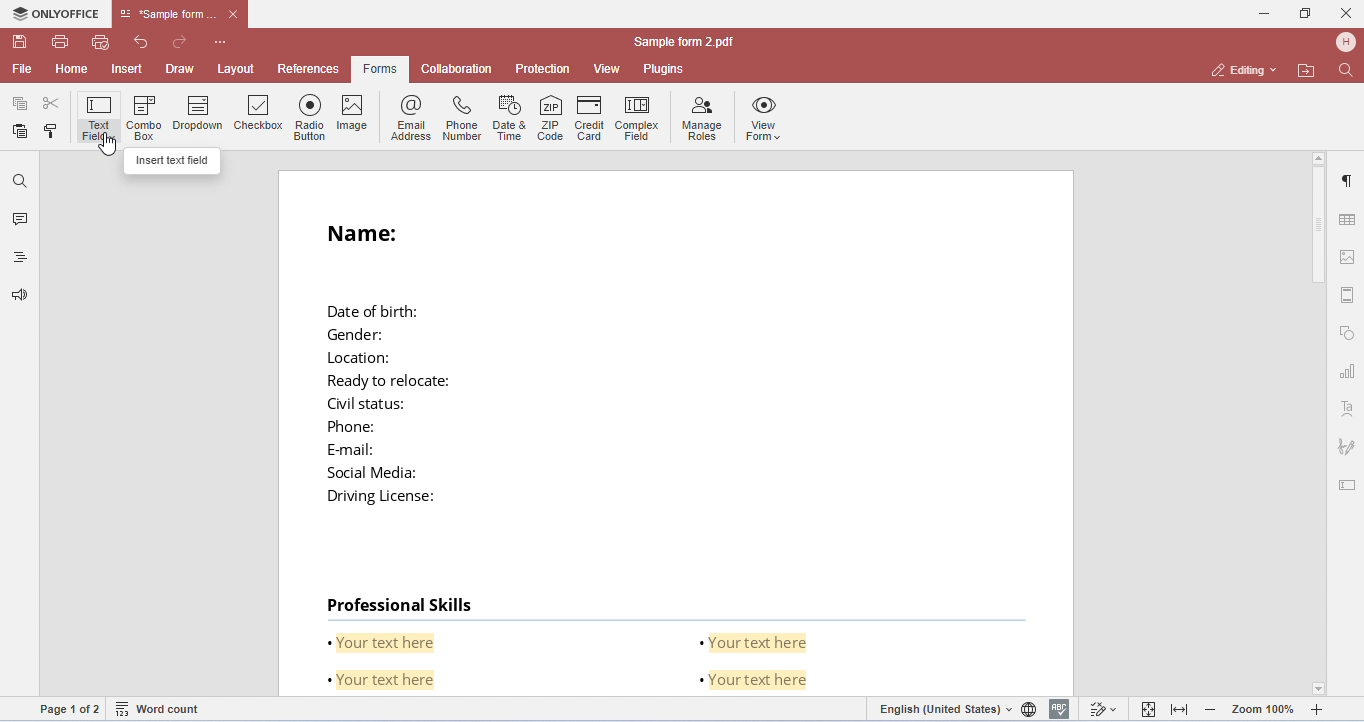 ONLYOFFICE
*Sample form ...
Sample form 2.pdf
H
File Home Insert Draw Layout References Forms Collaboration Protection View Plugins
Editing
Text Field
Combo Box
Dropdown
Checkbox
Radio Button
Image
Email Address
Phone Number
Date & Time
ZIP
ZIP Code
Credit Card
Complex Field
Manage Roles
View Form
Insert text field
Name:
Date of birth:
Gender:
Location:
Ready to relocate:
Civil status:
Phone:
E-mail:
Social Media:
Driving License:
Professional Skills
• Your text here
• Your text here
• Your text here
• Your text here
Ta
Page 1 of 2
123
Word count
English (United States)
ABC
Zoom 100%